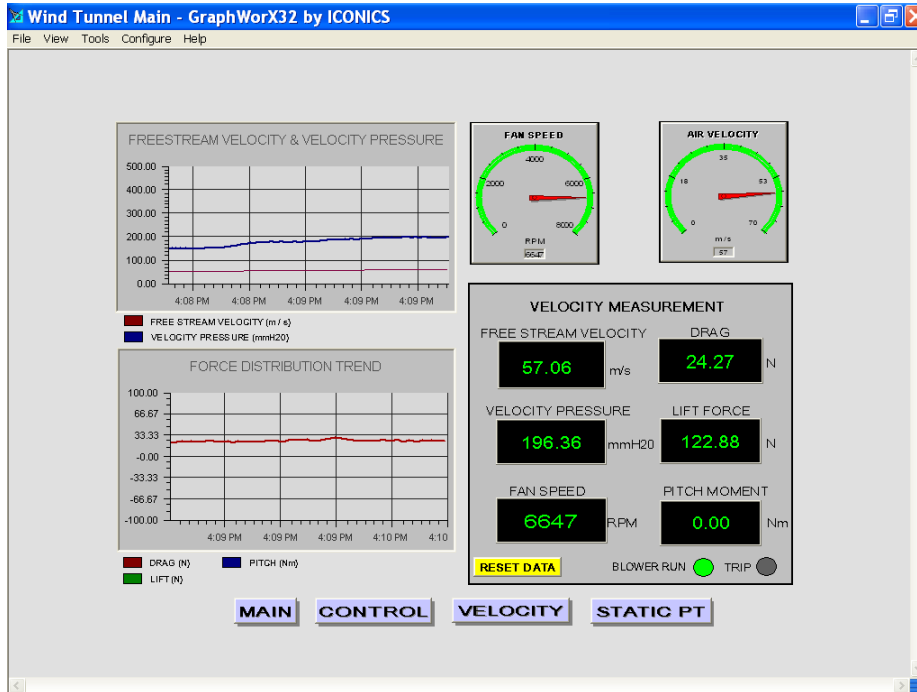 Wind Tunnel Main - GraphWorX32 by ICONICS
File View Tools Configure Help
FREESTREAM VELOCITY & VELOCITY PRESSURE
500.00
400.00
300.00
200.00
100.00
0.00
4:08 PM 4:08 PM 4:09 PM 4:09 PM 4:09 PM
FREE STREAM VELOCITY (m / s)
VELOCITY PRESSURE (mmH20)
FAN SPEED
4000
2000 6000
0 8000
RPM
6647
AIR VELOCITY
35
18 53
0 70
m/s
57
FORCE DISTRIBUTION TREND
100.00
66.67
33.33
-0.00
-33.33
-66.67
-100.00
4:09 PM 4:09 PM 4:09 PM 4:10 PM 4:10
DRAG (N) PITCH (Nm)
LIFT (N)
VELOCITY MEASUREMENT
FREE STREAM VELOCITY DRAG
57.06 m/s 24.27 N
VELOCITY PRESSURE LIFT FORCE
196.36 mmH20 122.88 N
FAN SPEED PITCH MOMENT
6647 RPM 0.00 Nm
RESET DATA BLOWER RUN TRIP
MAIN CONTROL VELOCITY STATIC PT